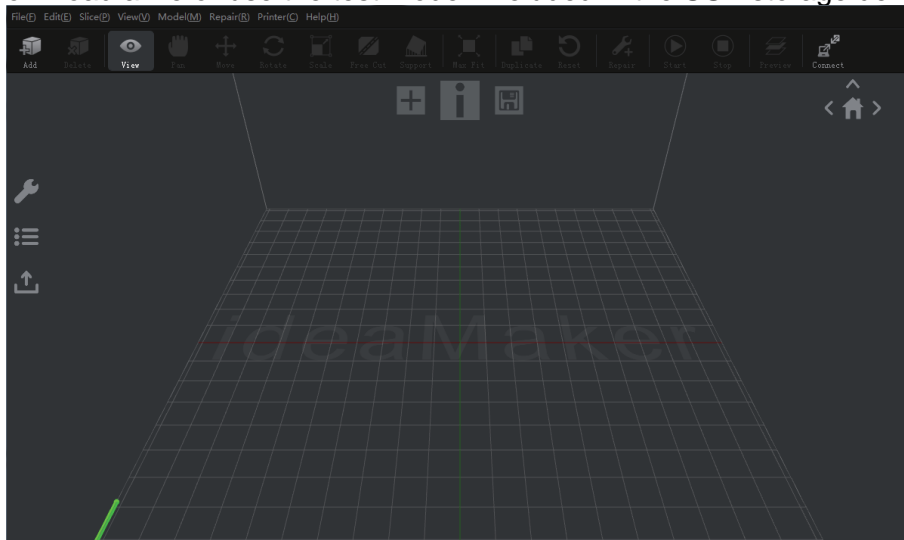 File(F) Edit(E) Slice(P) View(V) Model(M) Repair(R) Printer(C) Help(H)
Add Delete View Pan Move Rotate Scale Free Cut Support Max Fit Duplicate Reset Repair Start Stop Preview Connect
ideaMaker